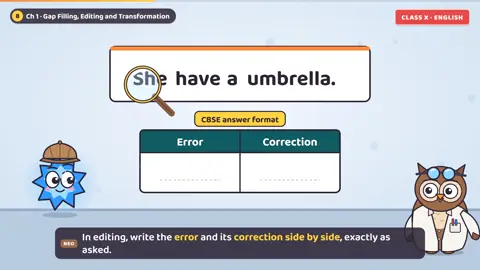 8 Ch 1 · Gap Filling, Editing and Transformation
CLASS X · ENGLISH
She have a umbrella.
CBSE answer format
Error Correction
NEO In editing, write the error and its correction side by side, exactly as
asked.